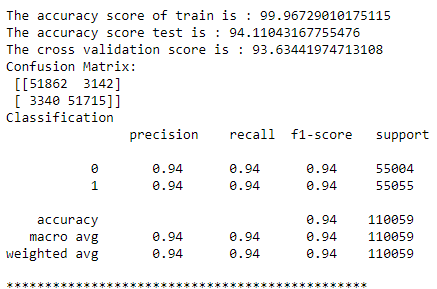 The accuracy score of train is : 99.96729010175115
The accuracy score test is : 94.11043167755476
The cross validation score is : 93.63441974713108
Confusion Matrix:
[[51862 3142]
[ 3340 51715]]
Classification
precision recall f1-score support
0 0.94 0.94 0.94 55004
1 0.94 0.94 0.94 55055
accuracy 0.94 110059
macro avg 0.94 0.94 0.94 110059
weighted avg 0.94 0.94 0.94 110059
***********************************************